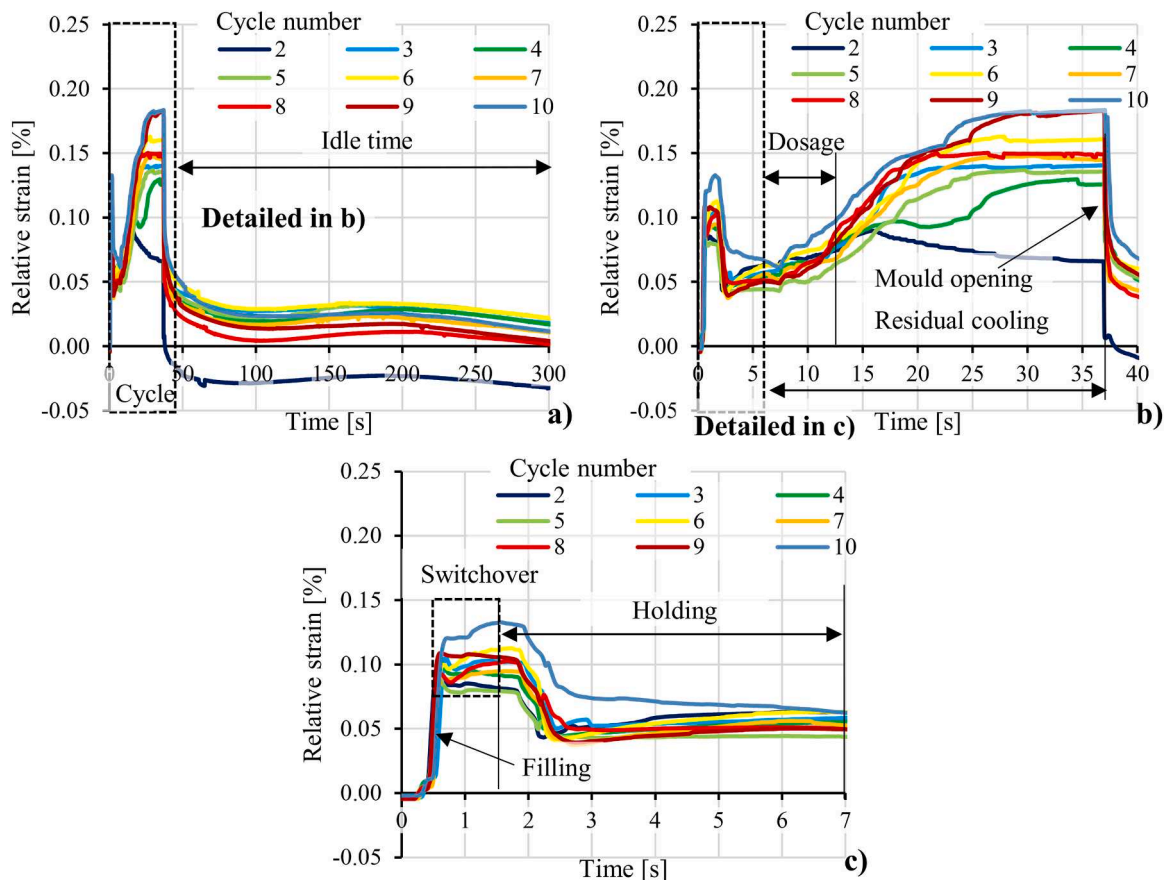 Cycle number
2 3 4
5 6 7
8 9 10
0.25
0.20
0.15
0.10
0.05
0.00
-0.05
Relative strain [%]
Idle time
Detailed in b)
Cycle
0 50 100 150 200 250 300
Time [s]
a)
Cycle number
2 3 4
5 6 7
8 9 10
0.25
0.20
0.15
0.10
0.05
0.00
-0.05
Relative strain [%]
Dosage
Mould opening
Residual cooling
0 5 10 15 20 25 30 35 40
Detailed in c)
Time [s]
b)
Cycle number
2 3 4
5 6 7
8 9 10
0.25
0.20
0.15
0.10
0.05
0.00
-0.05
Relative strain [%]
Switchover
Holding
Filling
0 1 2 3 4 5 6 7
Time [s]
c)